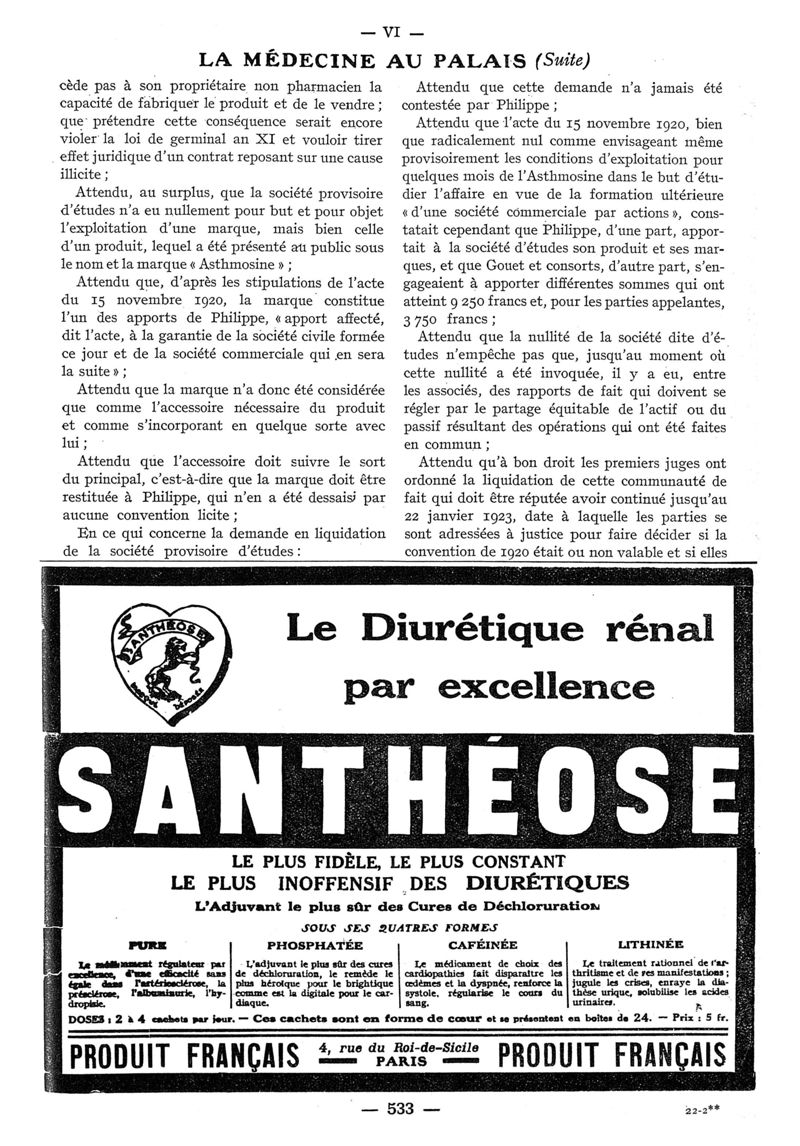 — VI —
LA MÉDECINE AU PALAIS (Suite)
cède pas à son propriétaire non pharmacien la
capacité de fabriquer le produit et de le vendre ;
que prétendre cette conséquence serait encore
violer la loi de germinal an XI et vouloir tirer
effet juridique d'un contrat reposant sur une cause
illicite ;
Attendu, au surplus, que la société provisoire
d'études n'a eu nullement pour but et pour objet
l'exploitation d'une marque, mais bien celle
d'un produit, lequel a été présenté au public sous
le nom et la marque « Asthmosine » ;
Attendu que, d'après les stipulations de l'acte
du 15 novembre 1920, la marque constitue
l'un des apports de Philippe, « apport affecté,
dit l'acte, à la garantie de la société civile formée
ce jour et de la société commerciale qui en sera
la suite » ;
Attendu que la marque n'a donc été considérée
que comme l'accessoire nécessaire du produit
et comme s'incorporant en quelque sorte avec
lui ;
Attendu que l'accessoire doit suivre le sort
du principal, c'est-à-dire que la marque doit être
restituée à Philippe, qui n'en a été dessaisi par
aucune convention licite ;
En ce qui concerne la demande en liquidation
de la société provisoire d'études :
Attendu que cette demande n'a jamais été
contestée par Philippe ;
Attendu que l'acte du 15 novembre 1920, bien
que radicalement nul comme envisageant même
provisoirement les conditions d'exploitation pour
quelques mois de l'Asthmosine dans le but d'étu-
dier l'affaire en vue de la formation ultérieure
« d'une société commerciale par actions », cons-
tatait cependant que Philippe, d'une part, appor-
tait à la société d'études son produit et ses mar-
ques, et que Gouet et consorts, d'autre part, s'en-
gageaient à apporter différentes sommes qui ont
atteint 9 250 francs et, pour les parties appelantes,
3 750 francs ;
Attendu que la nullité de la société dite d'é-
tudes n'empêche pas que, jusqu'au moment où
cette nullité a été invoquée, il y a eu, entre
les associés, des rapports de fait qui doivent se
régler par le partage équitable de l'actif ou du
passif résultant des opérations qui ont été faites
en commun ;
Attendu qu'à bon droit les premiers juges ont
ordonné la liquidation de cette communauté de
fait qui doit être réputée avoir continué jusqu'au
22 janvier 1923, date à laquelle les parties se
sont adressées à justice pour faire décider si la
convention de 1920 était ou non valable et si elles
SANTHÉOSE
MARQUE DÉPOSÉE
Le Diurétique rénal
par excellence
SANTHÉOSE
LE PLUS FIDÈLE, LE PLUS CONSTANT
LE PLUS INOFFENSIF DES DIURÉTIQUES
L'Adjuvant le plus sûr des Cures de Déchloruration
SOUS SES QUATRES FORMES
PURE
Le médicament régulateur par
excellence, d'une efficacité sans
égale dans l'artériosclérose, la
présclérose, l'albuminurie, l'hy-
dropisie.
PHOSPHATÉE
L'adjuvant le plus sûr des cures
de déchloruration, le remède le
plus héroïque pour le brightique
comme est la digitale pour le car-
diaque.
CAFÉINÉE
Le médicament de choix des
cardiopathies fait disparaître les
œdèmes et la dyspnée, renforce la
systole, régularise le cours du
sang.
LITHINÉE
Le traitement rationnel de l'ar-
thritisme et de ses manifestations ;
jugule les crises, enraye la dia-
thèse urique, solubilise les acides
urinaires.
DOSES : 2 à 4 cachets par jour. — Ces cachets sont en forme de cœur et se présentent en boîtes de 24. — Prix : 5 fr.
PRODUIT FRANÇAIS
4, rue du Roi-de-Sicile
PARIS
PRODUIT FRANÇAIS
— 533 —
22-2**